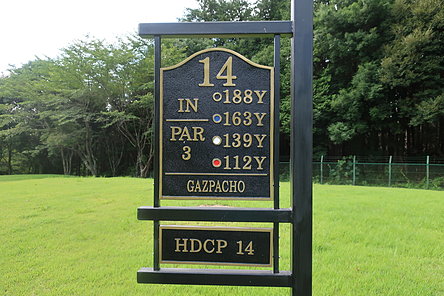 14
IN
PAR
3
188Y
163Y
139Y
112Y
GAZPACHO
HDCP 14